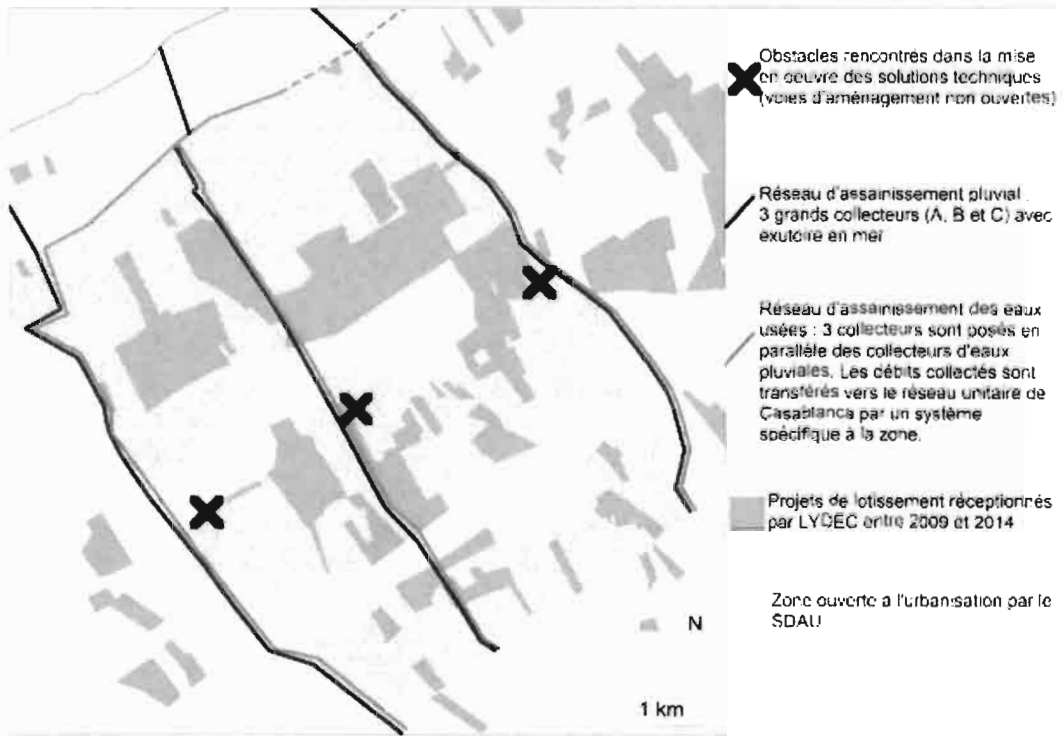 Obstacles rencontrés dans la mise
en oeuvre des solutions techniques
(voies d'aménagement non ouvertes)
Réseau d'assainissement pluvial :
3 grands collecteurs (A, B et C) avec
exutoire en mer
Réseau d'assainissement des eaux
usées : 3 collecteurs sont posés en
parallèle des collecteurs d'eaux
pluviales. Les débits collectés sont
transférés vers le réseau unitaire de
Casablanca par un système
spécifique à la zone.
Projets de lotissement réceptionnés
par LYDEC entre 2009 et 2014
Zone ouverte a l'urbanisation par le
SDAU
N
1 km